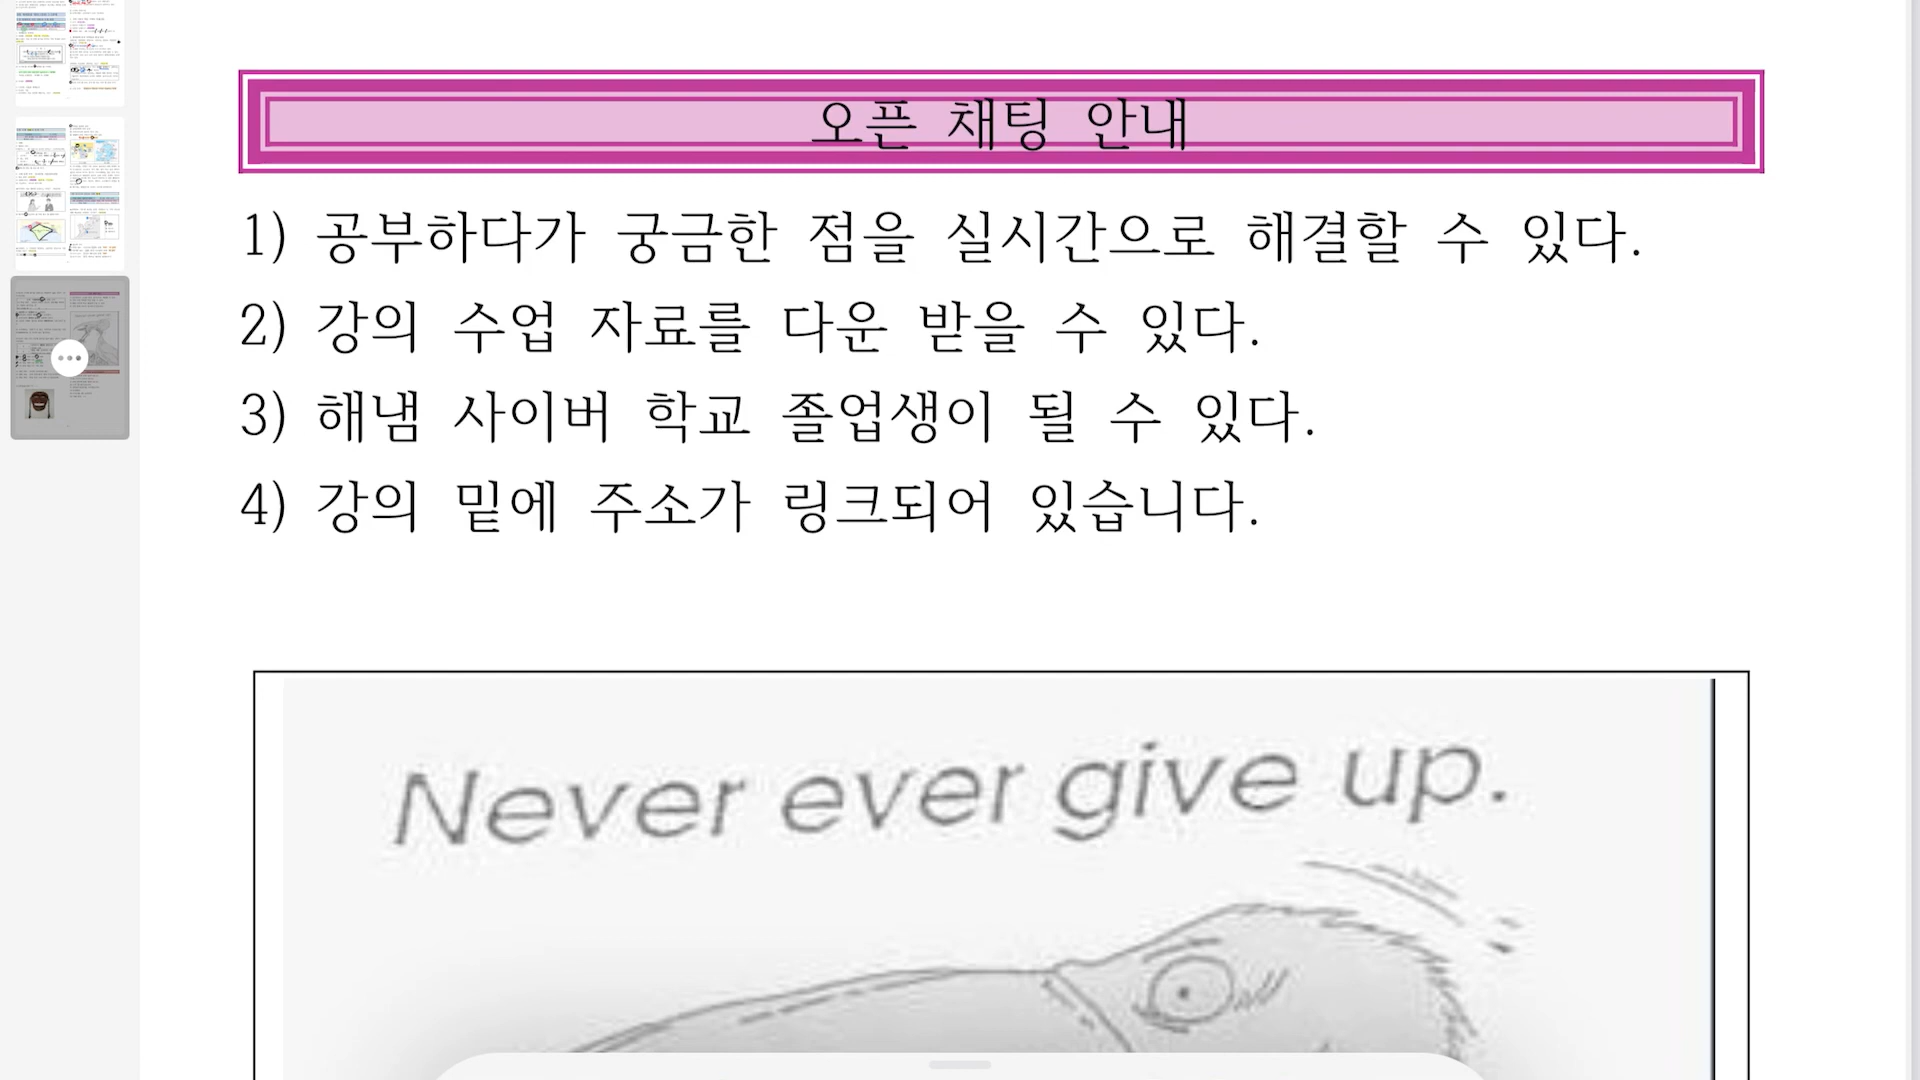 오픈 채팅 안내
1) 공부하다가 궁금한 점을 실시간으로 해결할 수 있다.
2) 강의 수업 자료를 다운 받을 수 있다.
3) 해냄 사이버 학교 졸업생이 될 수 있다.
4) 강의 밑에 주소가 링크되어 있습니다.
Never ever give up.